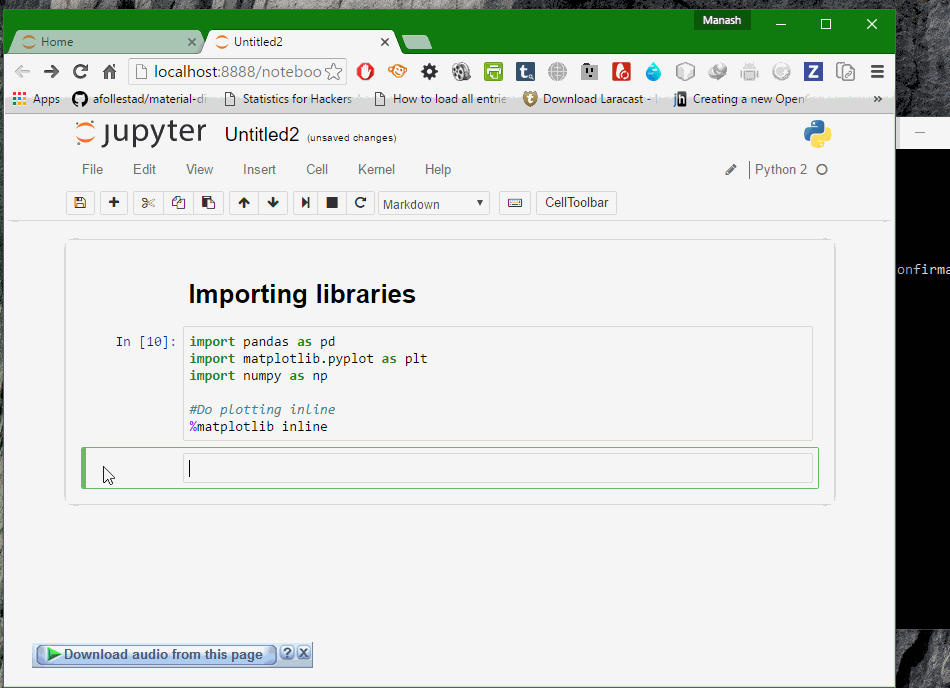 Manash
Home
Untitled2
localhost:8888/noteboo
Apps
afollestad/material-di
Statistics for Hackers
How to load all entrie
Download Laracast -
Creating a new Open
»
jupyter Untitled2 (unsaved changes)
File Edit View Insert Cell Kernel Help
Python 2
Markdown
CellToolbar
onfirma
Importing libraries
In [10]:
import pandas as pd
import matplotlib.pyplot as plt
import numpy as np
#Do plotting inline
%matplotlib inline
Download audio from this page ? X